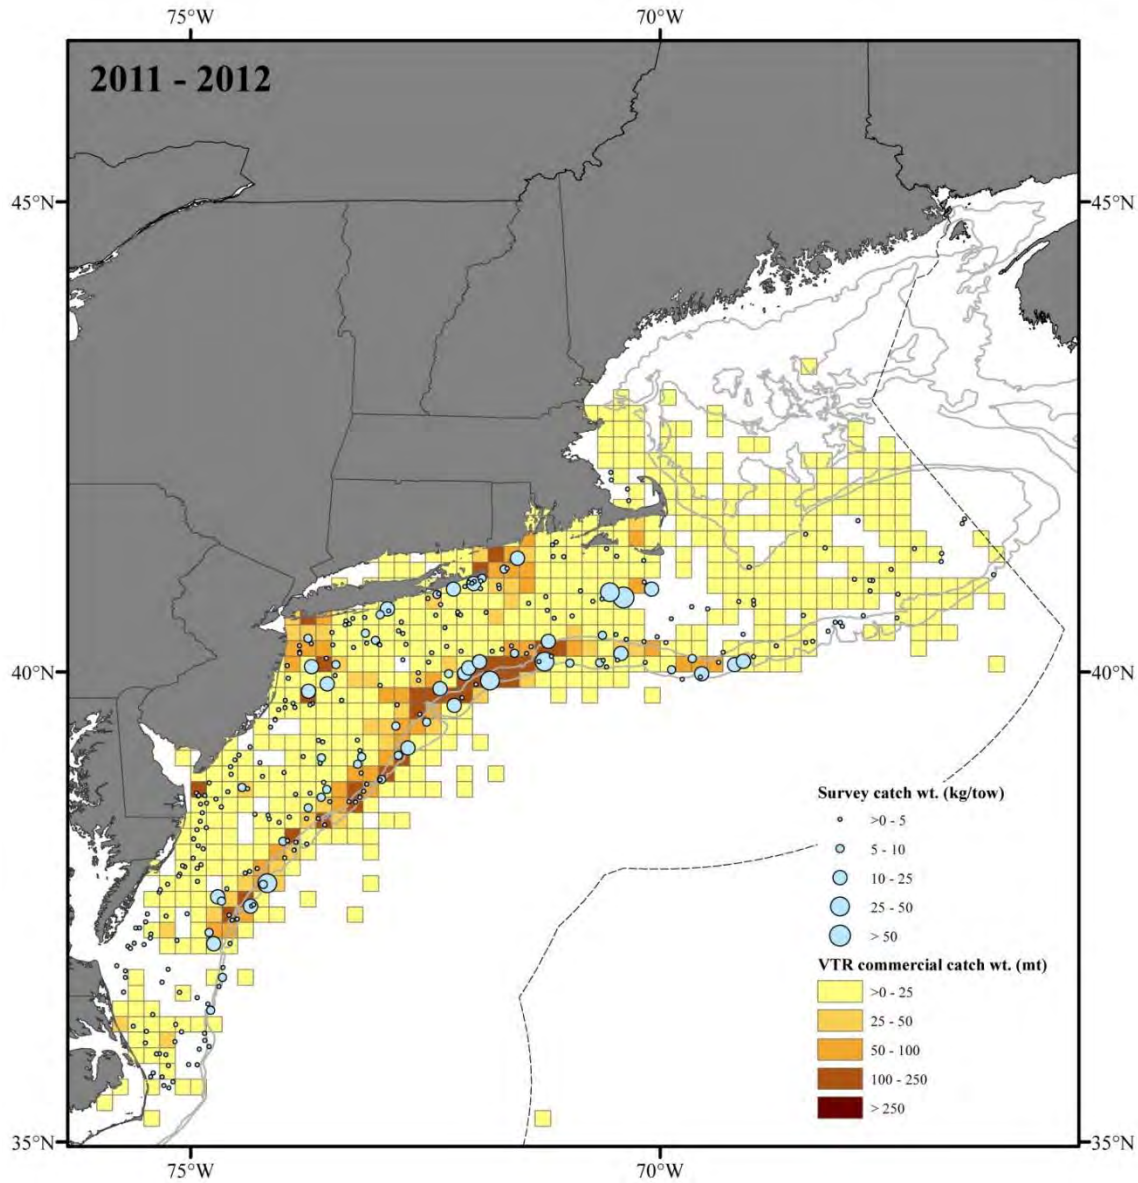 75°W 70°W
2011 - 2012
45°N 45°N
40°N 40°N
Survey catch wt. (kg/tow)
>0 - 5
5 - 10
10 - 25
25 - 50
> 50
VTR commercial catch wt. (mt)
>0 - 25
25 - 50
50 - 100
100 - 250
> 250
35°N 35°N
75°W 70°W